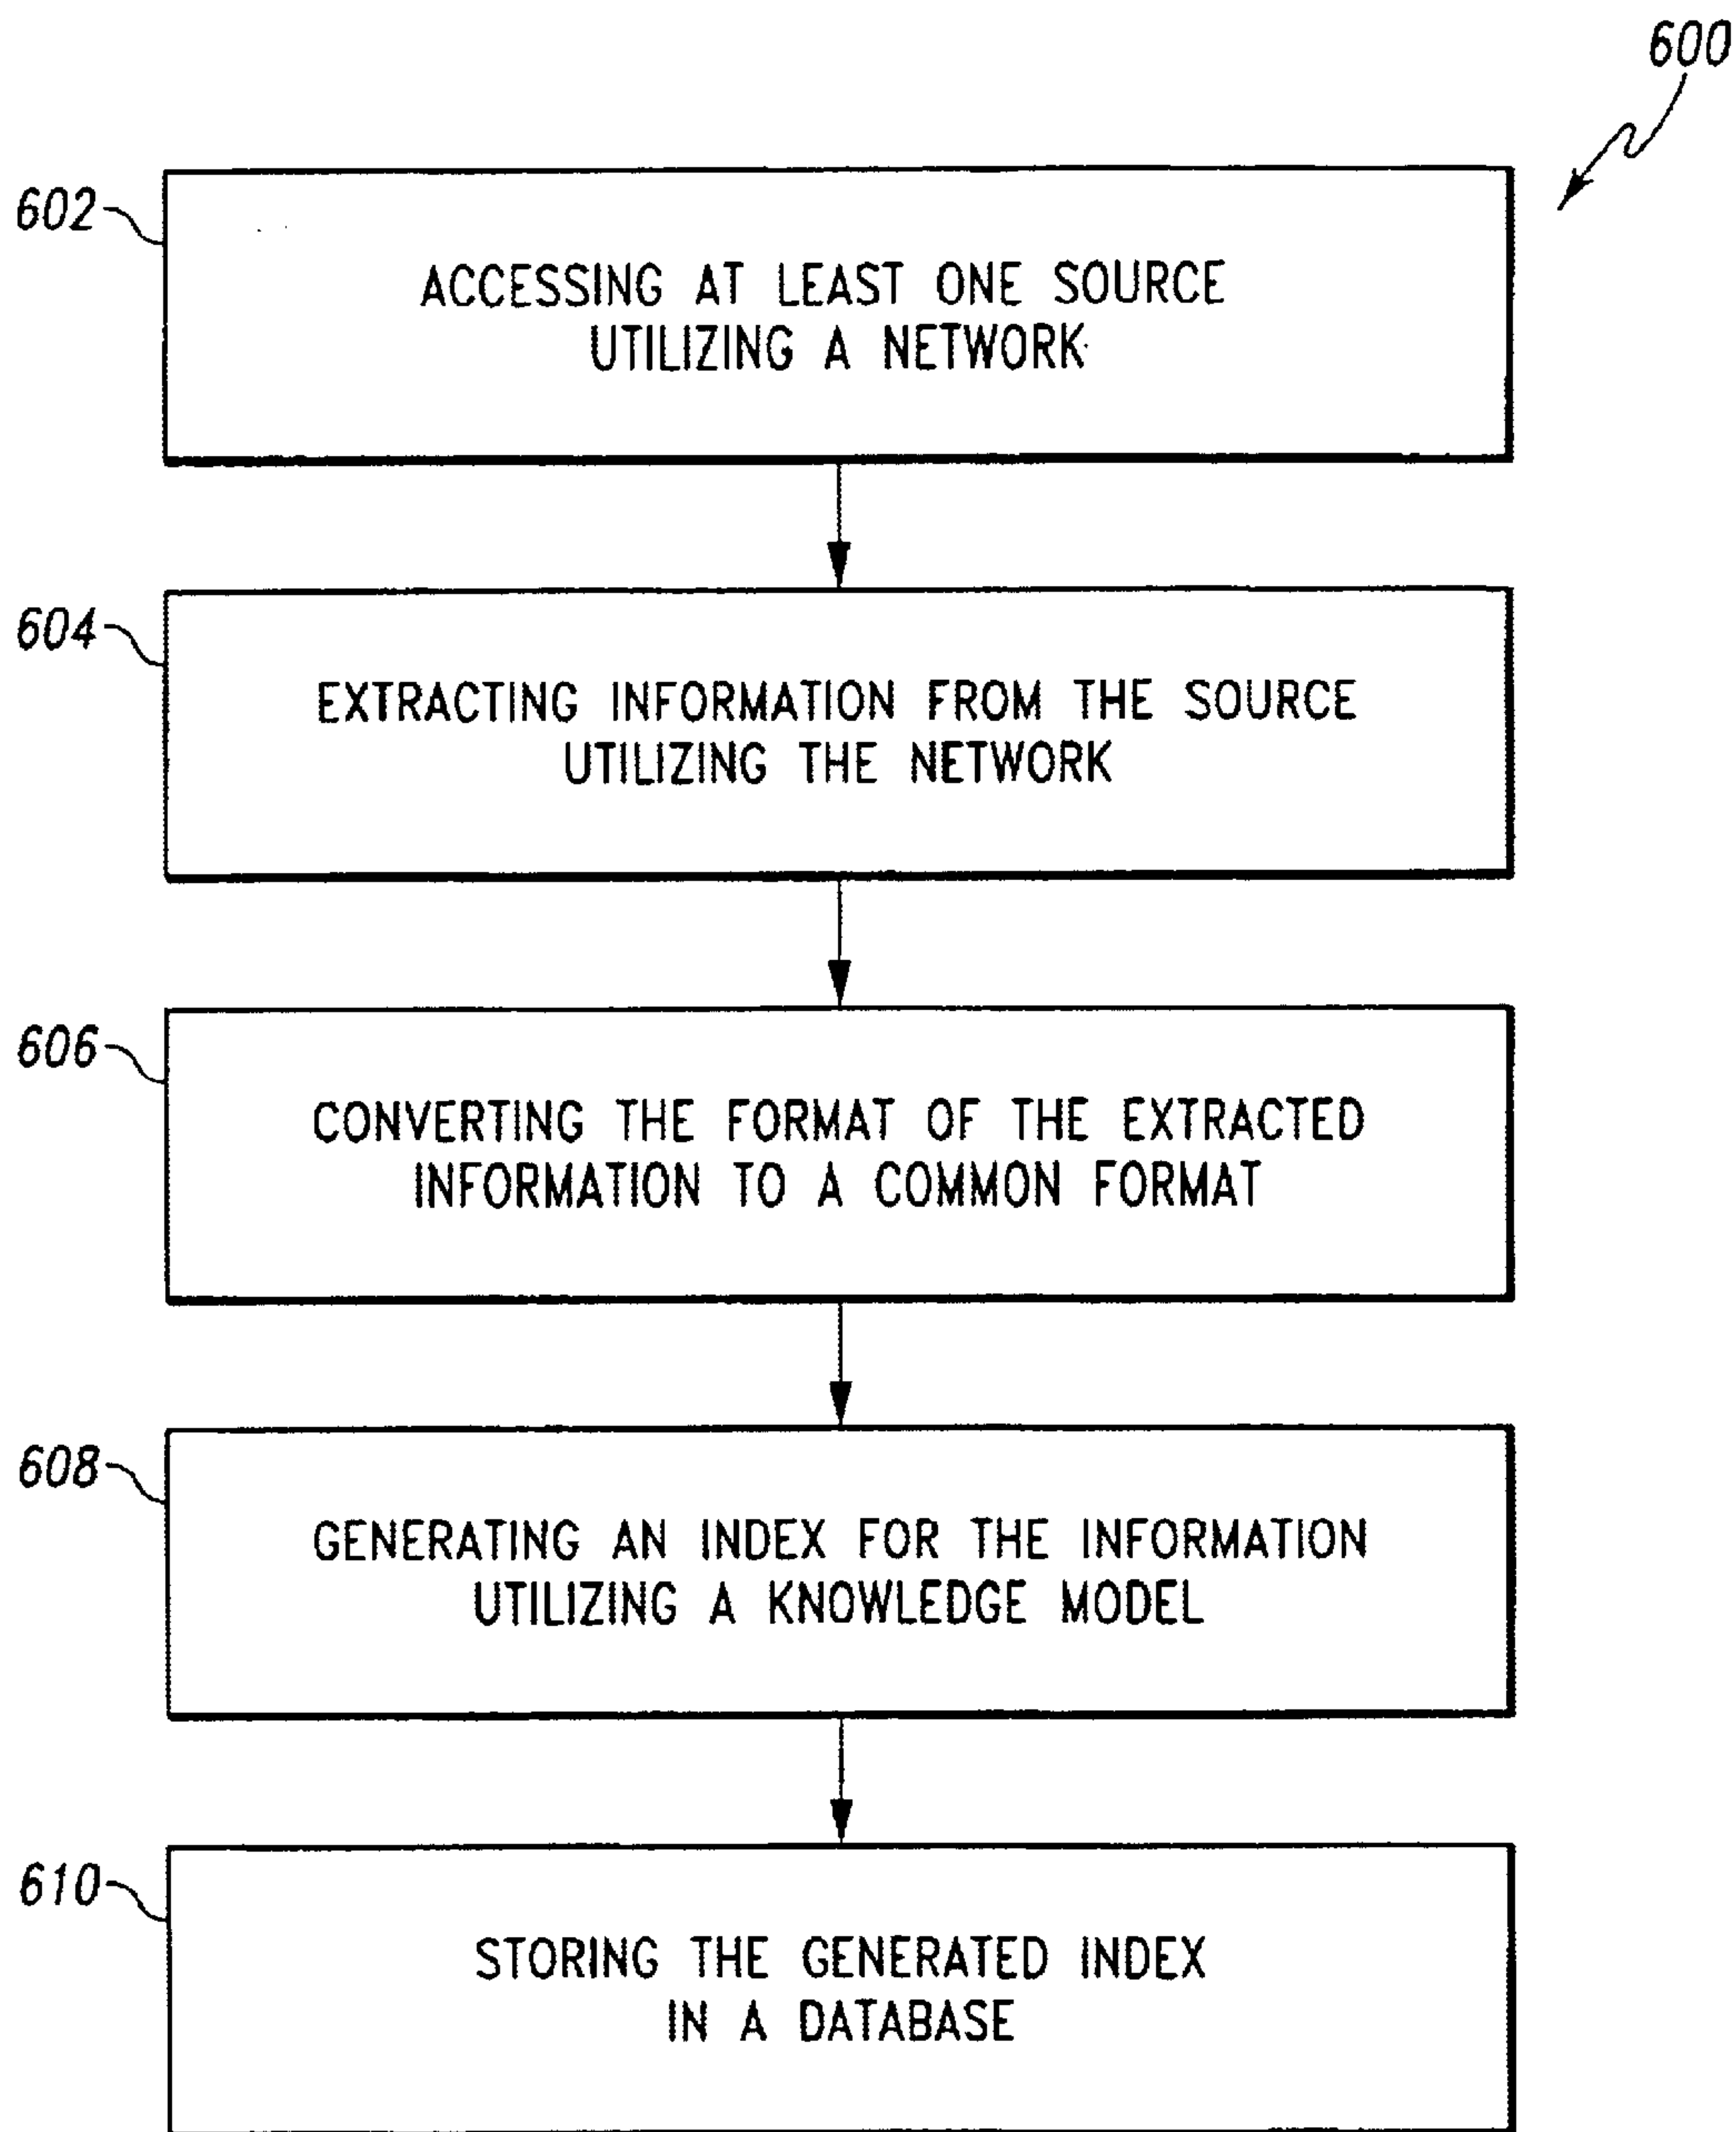 600
602
ACCESSING AT LEAST ONE SOURCE
UTILIZING A NETWORK
604
EXTRACTING INFORMATION FROM THE SOURCE
UTILIZING THE NETWORK
606
CONVERTING THE FORMAT OF THE EXTRACTED
INFORMATION TO A COMMON FORMAT
608
GENERATING AN INDEX FOR THE INFORMATION
UTILIZING A KNOWLEDGE MODEL
610
STORING THE GENERATED INDEX
IN A DATABASE